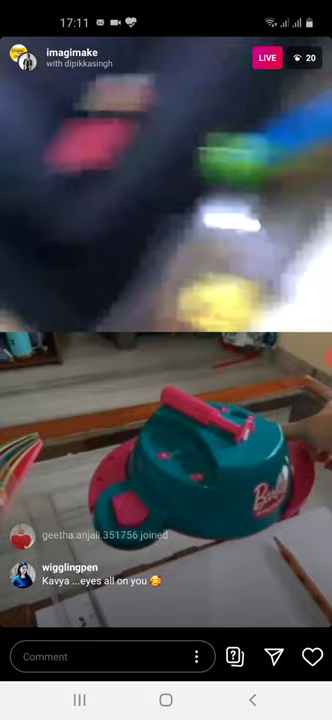 17:11
imagimake
with dipikkasingh
LIVE
20
Barbie
geetha.anjali.351756 joined
wigglingpen
Kavya ...eyes all on you 🥰
Comment